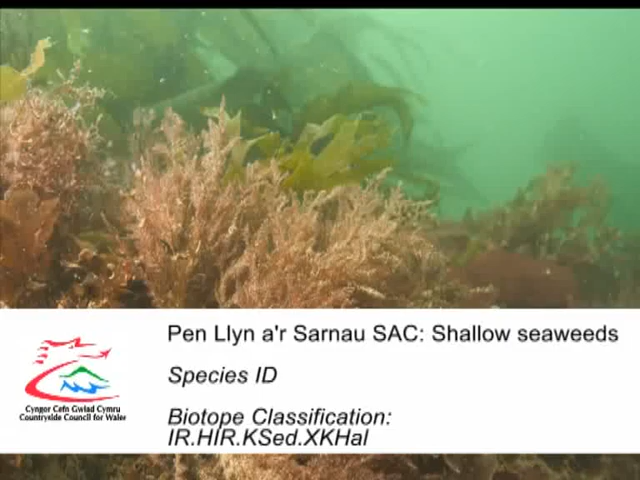 Pen Llyn a'r Sarnau SAC: Shallow seaweeds
Species ID
Biotope Classification:
IR.HIR.KSed.XKHal
Cyngor Cefn Gwlad Cymru
Countryside Council for Wales